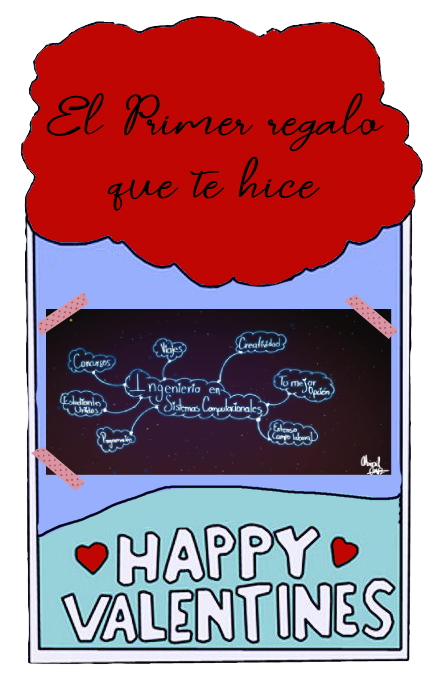 El Primer regalo
que te hice
Concursos
Viajes
Creatividad
Ingeniería en
Sistemas Computacionales
La mejor
Opción
Estudiantes
Unidos
Extenso
Campo laboral
HAPPY
VALENTINES